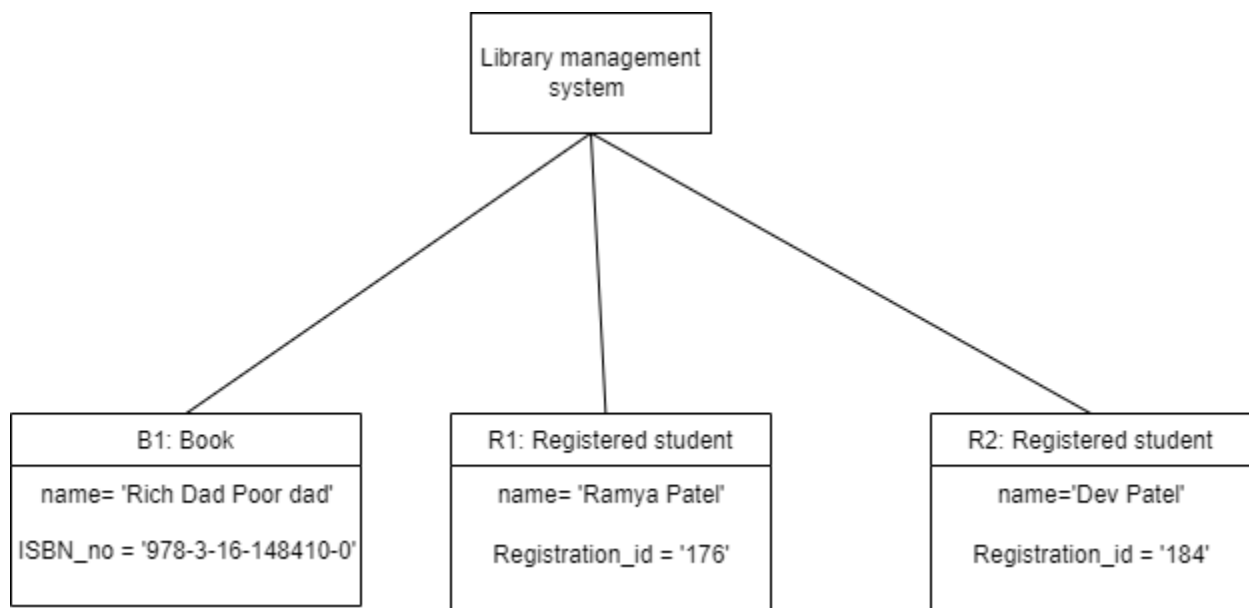 Library management
system
B1: Book
name= 'Rich Dad Poor dad'
ISBN_no = '978-3-16-148410-0'
R1: Registered student
name= 'Ramya Patel'
Registration_id = '176'
R2: Registered student
name='Dev Patel'
Registration_id = '184'